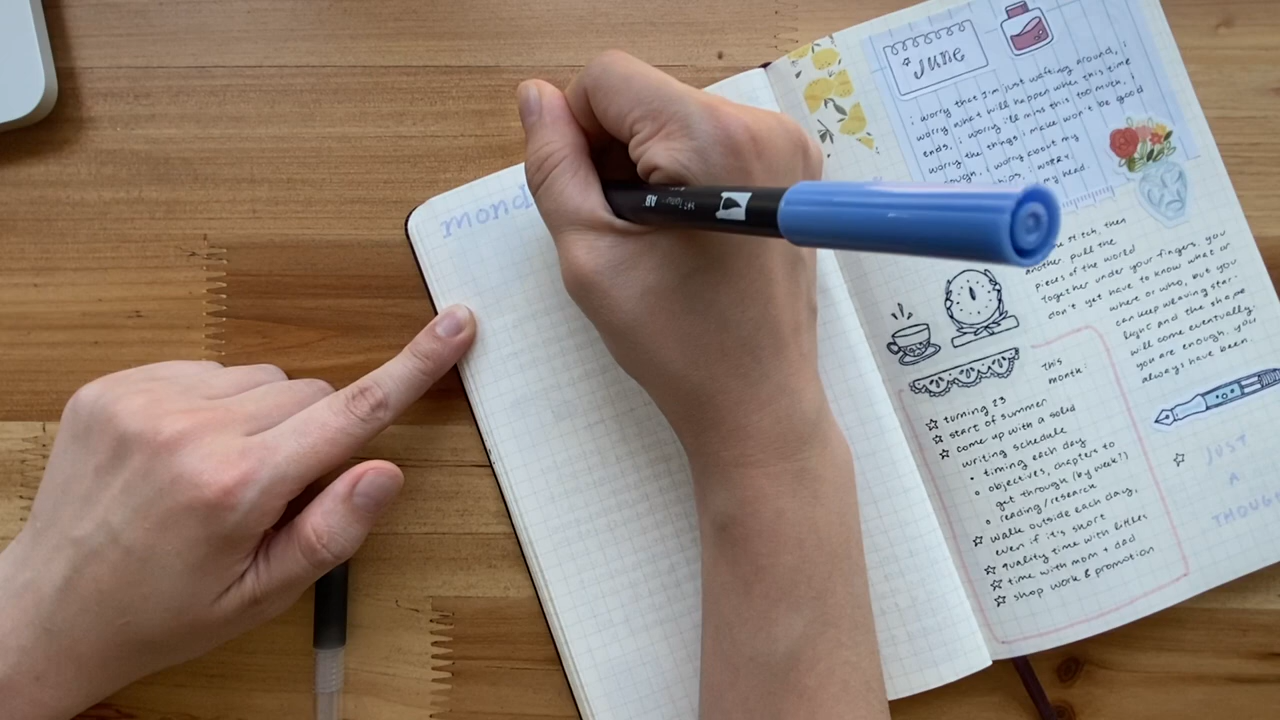 mond
June
i worry that i'm just wafting around, i
worry what will happen when this time
ends, i worry i'll miss this too much, i
worry the things i make won't be good
ough, i worry about my
hips, i worry
my head.
stitch, then
another. pull the
pieces of the world
together under your fingers. you
don't yet have to know what or
where or who, but you
can keep weaving star
light and the shape
will come eventually.
you are enough, you
always have been.
this
month:
turning 23
start of summer
come up with a solid
writing schedule
timing each day
objectives, chapters to
get through (by week?)
reading/research
walk outside each day,
even if it's short
quality time with
time with mom + dad
shop work & promotion
JUST
A
THOUG
AB